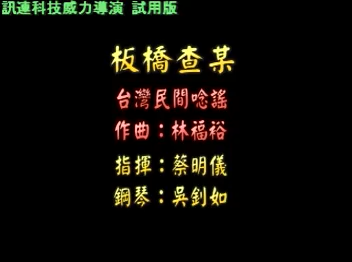 訊連科技威力導演 試用版
板橋查某
台灣民間唸謠
作曲：林福裕
指揮：蔡明儀
鋼琴：吳釗如